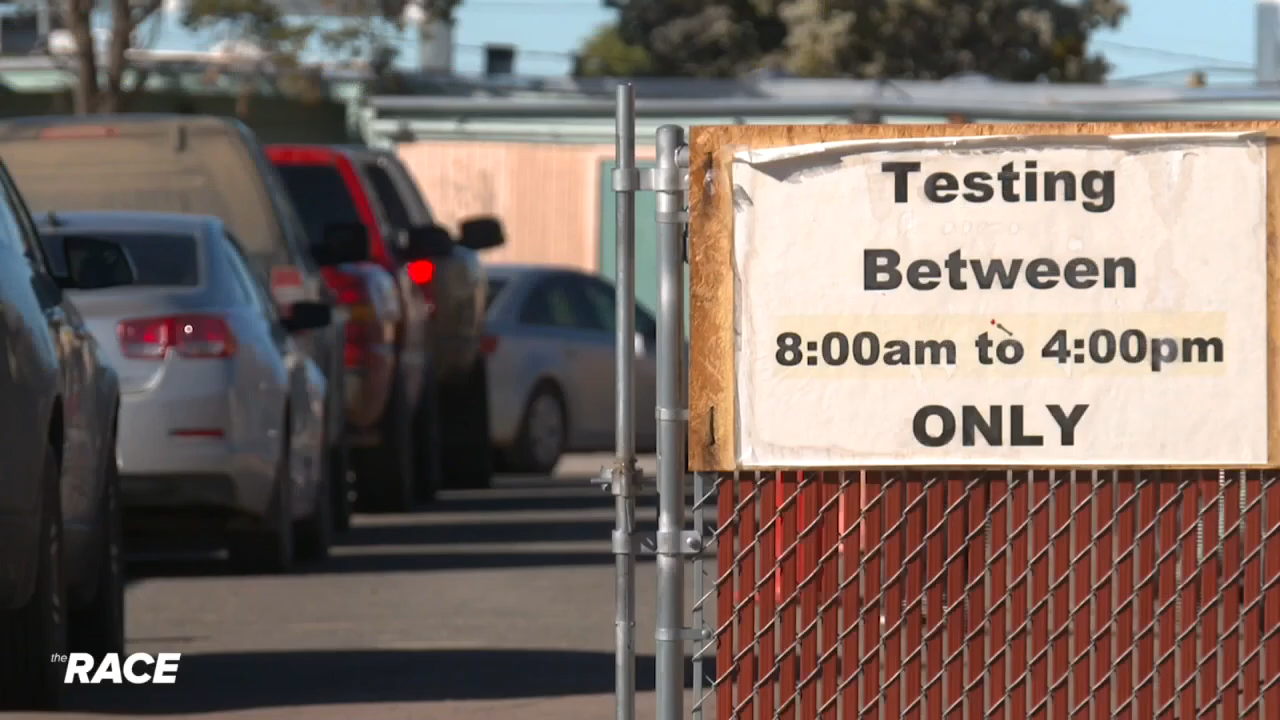 Testing
Between
8:00am to 4:00pm
ONLY
the RACE